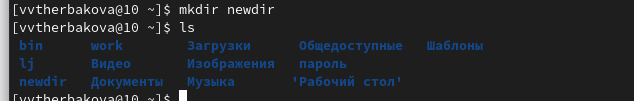 [vvtherbakova@10 ~]$ mkdir newdir
[vvtherbakova@10 ~]$ ls
bin work Загрузки Общедоступные Шаблоны
lj Видео Изображения пароль
newdir Документы Музыка 'Рабочий стол'
[vvtherbakova@10 ~]$